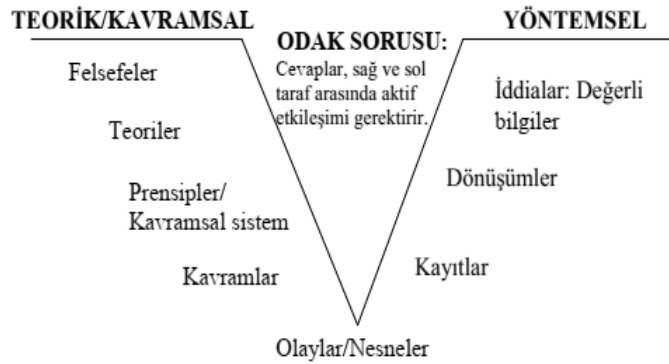 TEORİK/KAVRAMSAL
Felsefeler
Teoriler
Prensipler/
Kavramsal sistem
Kavramlar
ODAK SORUSU:
Cevaplar, sağ ve sol
taraf arasında aktif
etkileşimi gerektirir.
YÖNTEMSEL
İddialar: Değerli
bilgiler
Dönüşümler
Kayıtlar
Olaylar/Nesneler